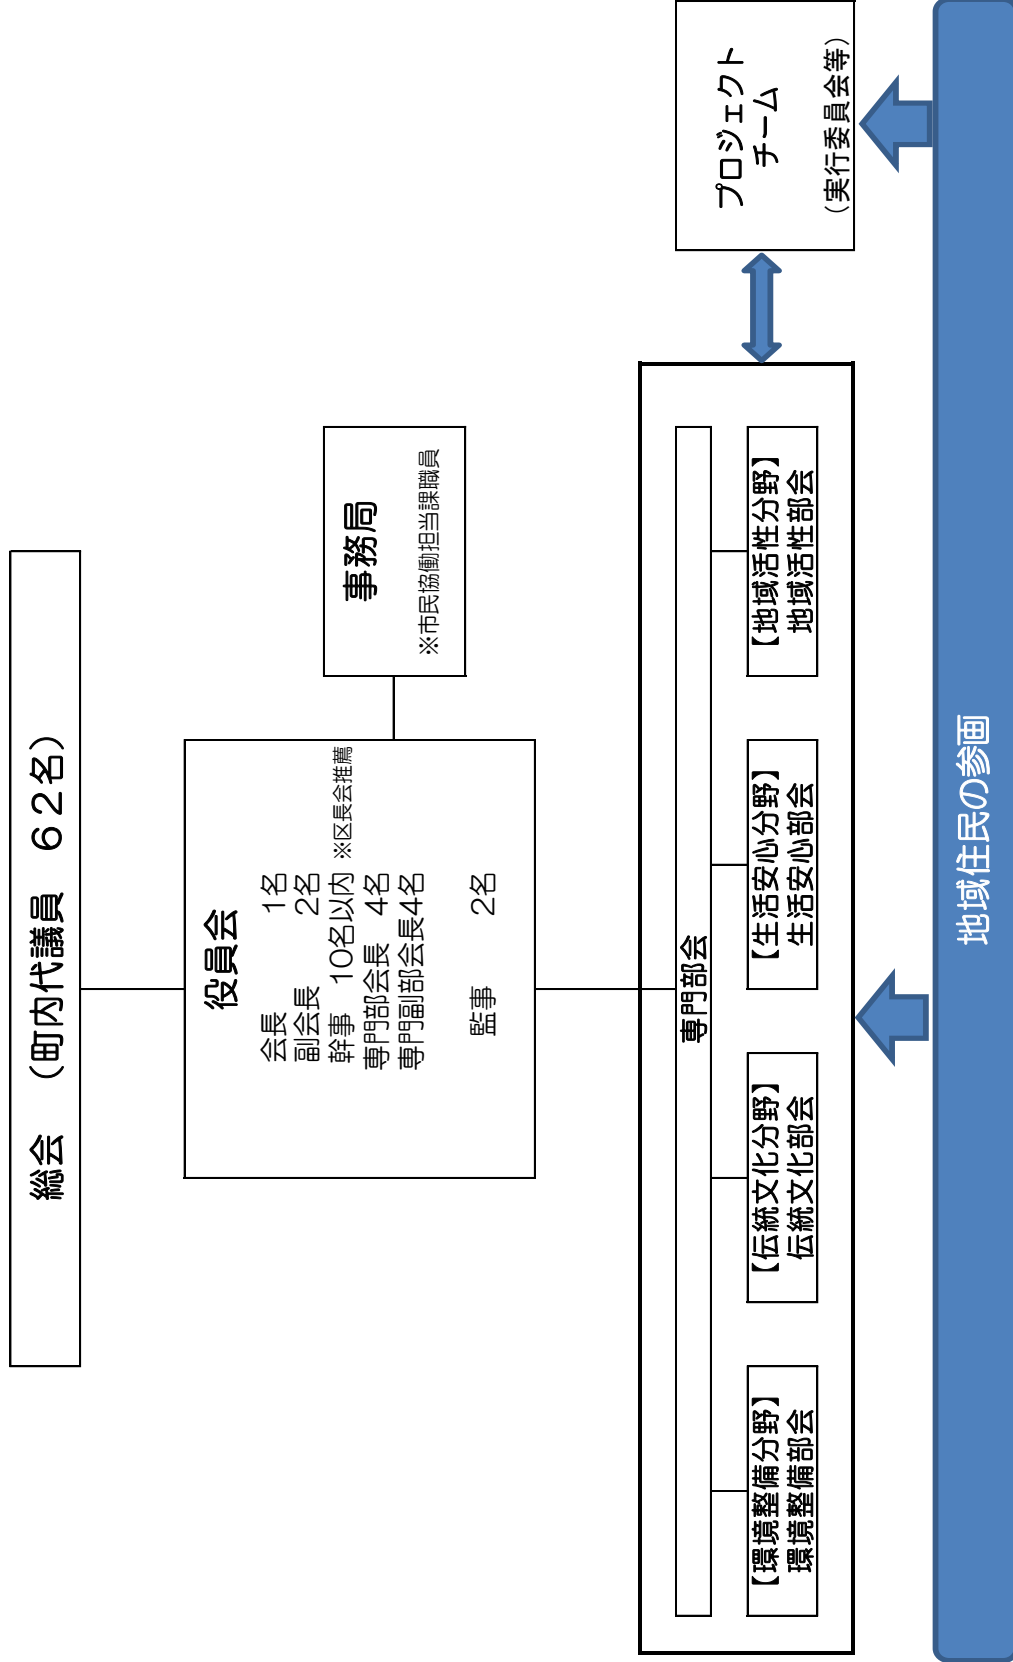 総会　（町内代議員　６２名）
役員会
会長　　　　１名
副会長　　　２名
幹事　１０名以内　※区長会推薦
専門部会長　４名
専門副部会長４名
監事　　　２名
事務局
※市民協働担当課職員
専門部会
【環境整備分野】
環境整備部会
【伝統文化分野】
伝統文化部会
【生活安心分野】
生活安心部会
【地域活性分野】
地域活性部会
プロジェクト
チーム
（実行委員会等）
地域住民の参画